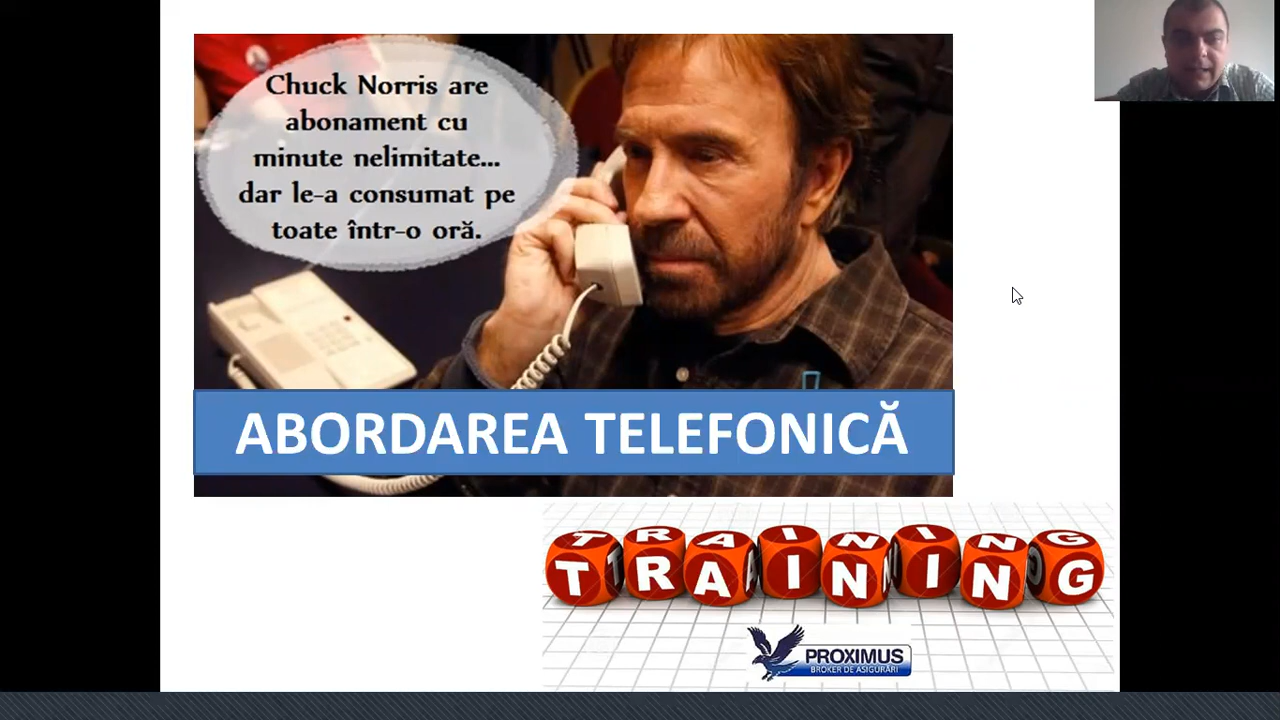 Chuck Norris are
abonament cu
minute nelimitate...
dar le-a consumat pe
toate într-o oră.
ABORDAREA TELEFONICĂ
TRAINING
TRAINING
PROXIMUS
BROKER DE ASIGURĂRI